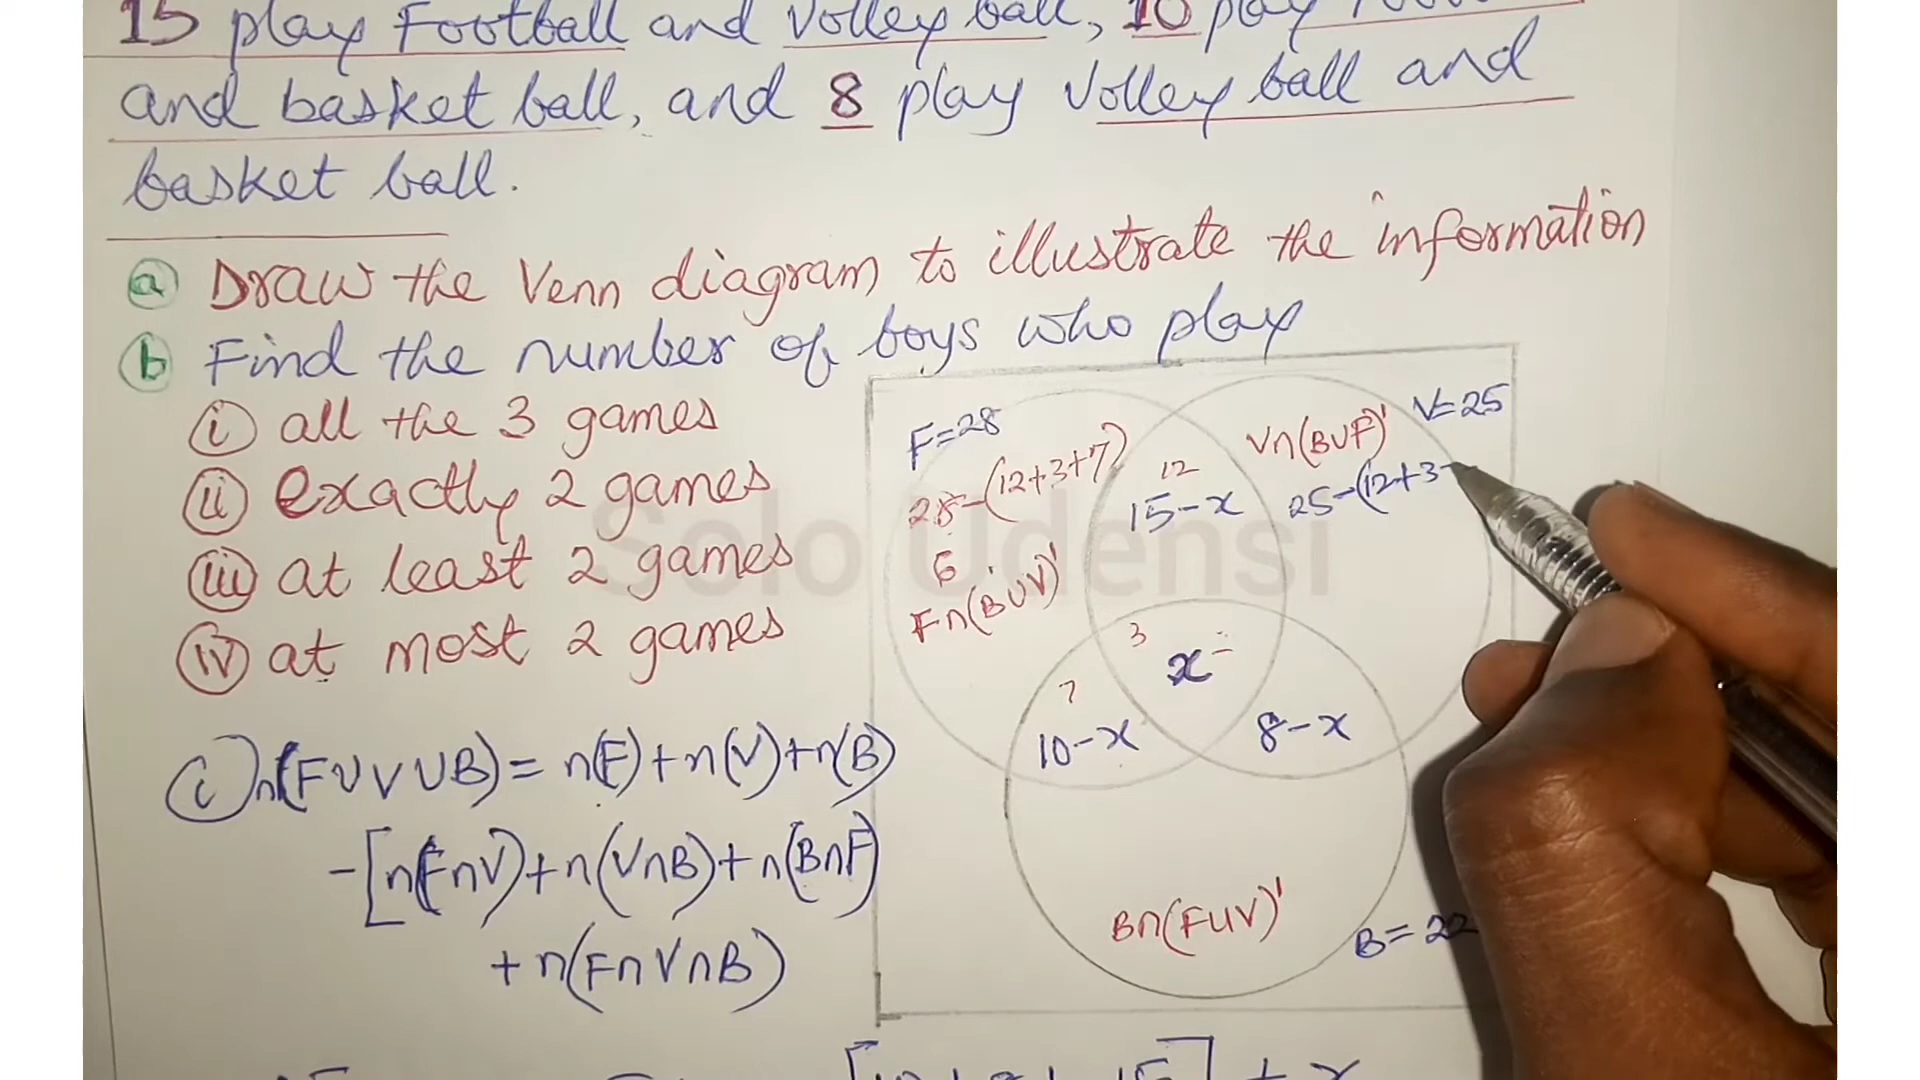 15 play Football and Volley ball, 10 play
and basket ball, and 8 play Volley ball and
basket ball.
a Draw the Venn diagram to illustrate the information
b Find the number of boys who play
i all the 3 games
ii exactly 2 games
iii at least 2 games
iv at most 2 games
F=28
28-(12+3+7)
6
F∩(B∪V)'
12
15-x
V∩(B∪F)'
V=25
25-(12+3
3
x=
7
10-x
8-x
B∩(F∪V)'
B=22
i n(F∪V∪B)= n(F)+n(V)+n(B)
-[n(F∩V)+n(V∩B)+n(B∩F)
+n(F∩V∩B)
Solo Udensi